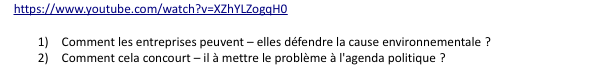 https://www.youtube.com/watch?v=XZhYLZogqH0
1) Comment les entreprises peuvent – elles défendre la cause environnementale ?
2) Comment cela concourt – il à mettre le problème à l'agenda politique ?